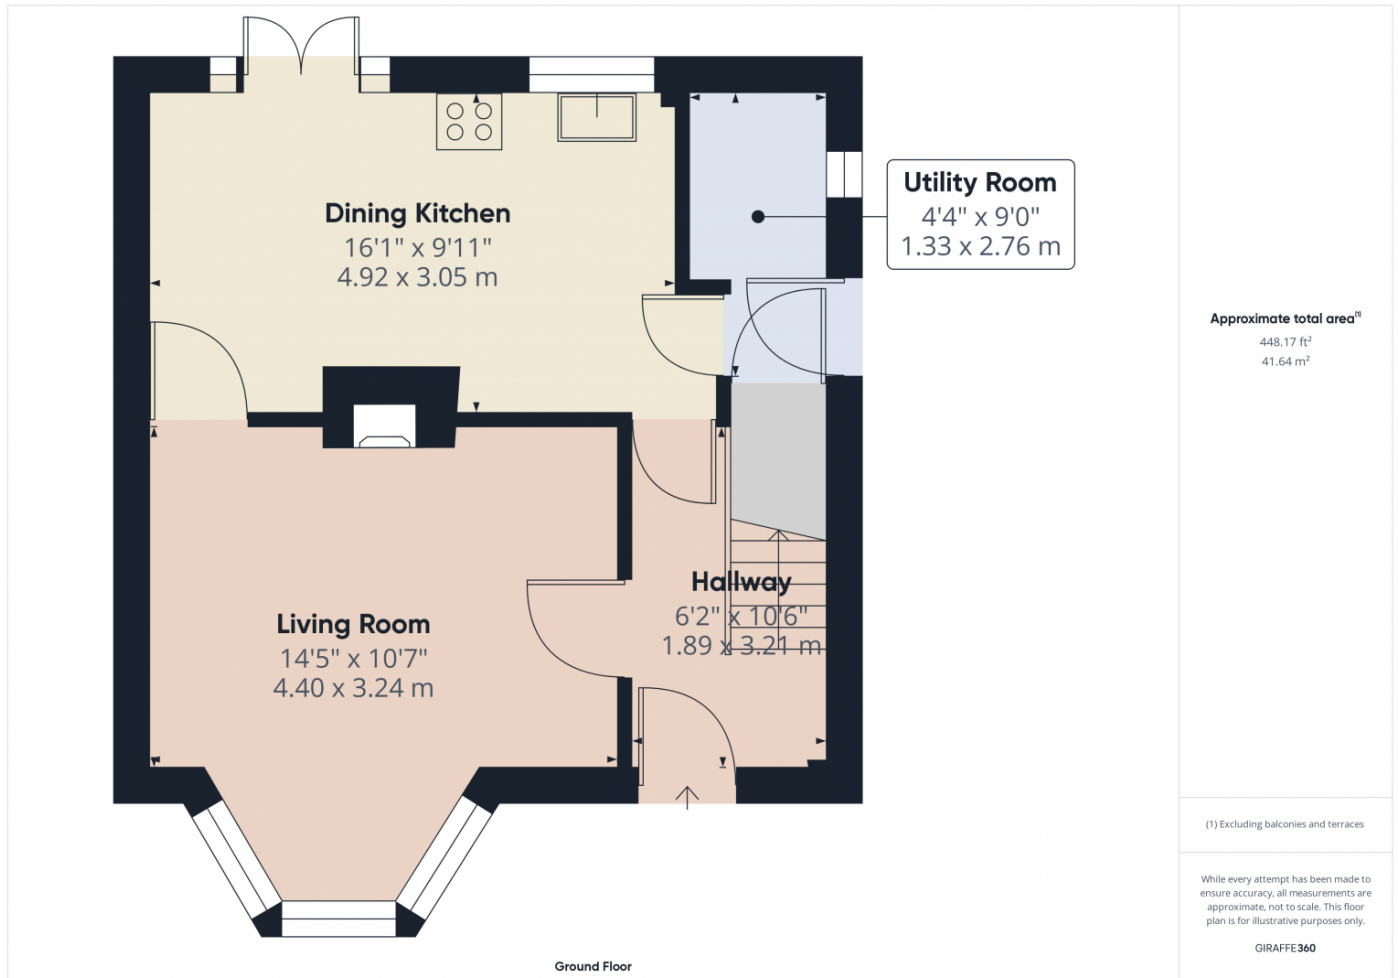 Dining Kitchen
16'1" x 9'11"
4.92 x 3.05 m
Utility Room
4'4" x 9'0"
1.33 x 2.76 m
Living Room
14'5" x 10'7"
4.40 x 3.24 m
Hallway
6'2" x 10'6"
1.89 x 3.21 m
Ground Floor
Approximate total area(1)
448.17 ft²
41.64 m²
(1) Excluding balconies and terraces
While every attempt has been made to
ensure accuracy, all measurements are
approximate, not to scale. This floor
plan is for illustrative purposes only.
GIRAFFE360